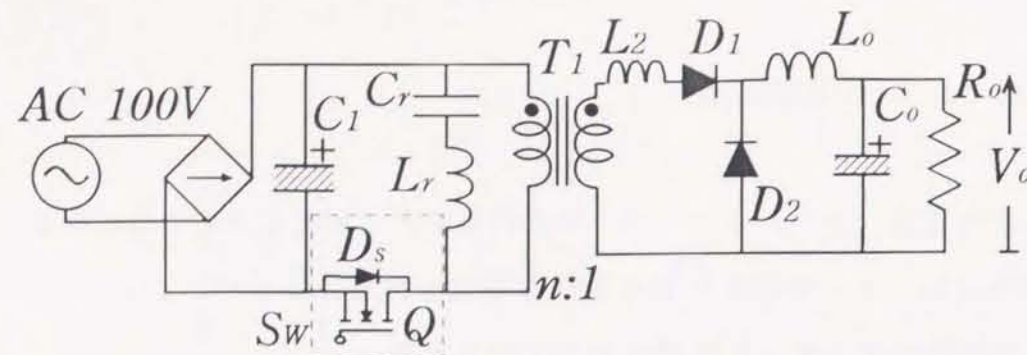 AC 100V
C1
+
Cr
Lr
Ds
Sw
Q
T1
n:1
L2
D1
D2
Lo
Co
+
Ro
Vo